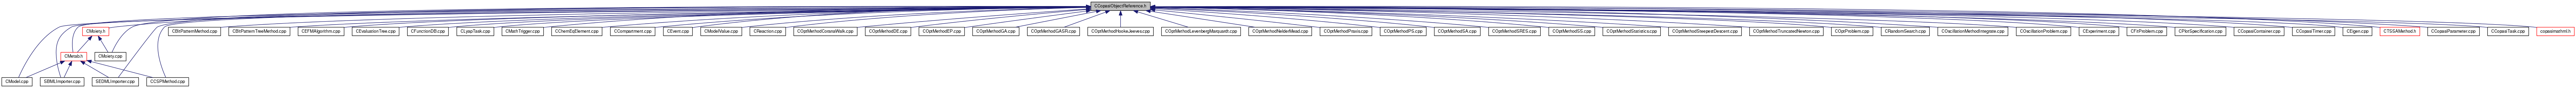 CCopasiObjectReference.h
CMoiety.h
CBitPatternMethod.cpp
CBitPatternTreeMethod.cpp
CEFMAlgorithm.cpp
CEvaluationTree.cpp
CFunctionDB.cpp
CLyapTask.cpp
CMathTrigger.cpp
CChemEqElement.cpp
CCompartment.cpp
CEvent.cpp
CModelValue.cpp
CReaction.cpp
COptMethodCoranaWalk.cpp
COptMethodDE.cpp
COptMethodEP.cpp
COptMethodGA.cpp
COptMethodGASR.cpp
COptMethodHookeJeeves.cpp
COptMethodLevenbergMarquardt.cpp
COptMethodNelderMead.cpp
COptMethodPraxis.cpp
COptMethodPS.cpp
COptMethodSA.cpp
COptMethodSRES.cpp
COptMethodSS.cpp
COptMethodStatistics.cpp
COptMethodSteepestDescent.cpp
COptMethodTruncatedNewton.cpp
COptProblem.cpp
CRandomSearch.cpp
COscillationMethodIntegrate.cpp
COscillationProblem.cpp
CExperiment.cpp
CFitProblem.cpp
CPlotSpecification.cpp
CCopasiContainer.cpp
CCopasiTimer.cpp
CEigen.cpp
CTSSAMethod.h
CCopasiParameter.cpp
CCopasiTask.cpp
copasimathml.h
CMetab.h
CMoiety.cpp
CModel.cpp
SBMLImporter.cpp
SEDMLImporter.cpp
CCSPMethod.cpp